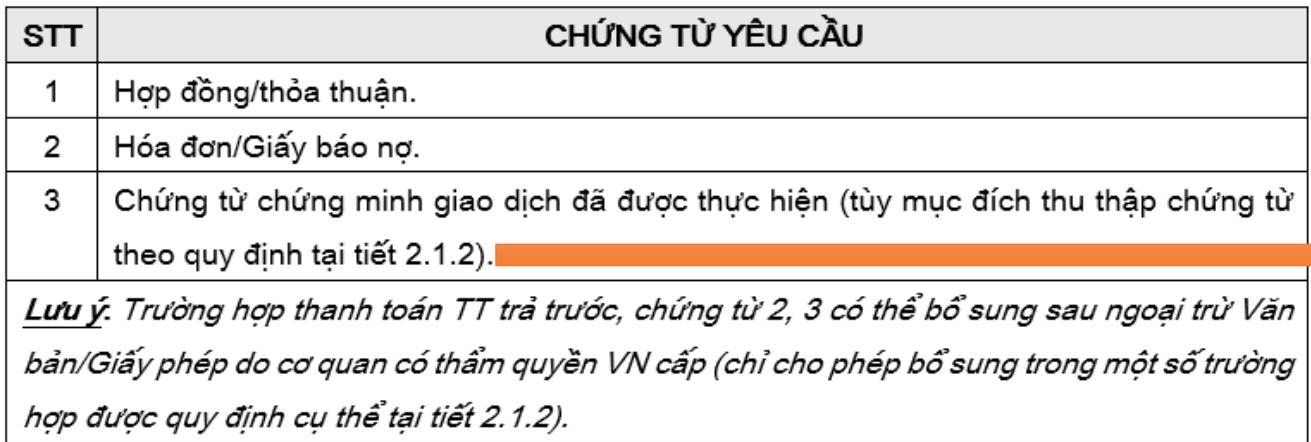 STT CHỨNG TỪ YÊU CẦU
1 Hợp đồng/thỏa thuận.
2 Hóa đơn/Giấy báo nợ.
3 Chứng từ chứng minh giao dịch đã được thực hiện (tùy mục đích thu thập chứng từ
theo quy định tại tiết 2.1.2).
Lưu ý: Trường hợp thanh toán TT trả trước, chứng từ 2, 3 có thể bổ sung sau ngoại trừ Văn
bản/Giấy phép do cơ quan có thẩm quyền VN cấp (chỉ cho phép bổ sung trong một số trường
hợp được quy định cụ thể tại tiết 2.1.2).